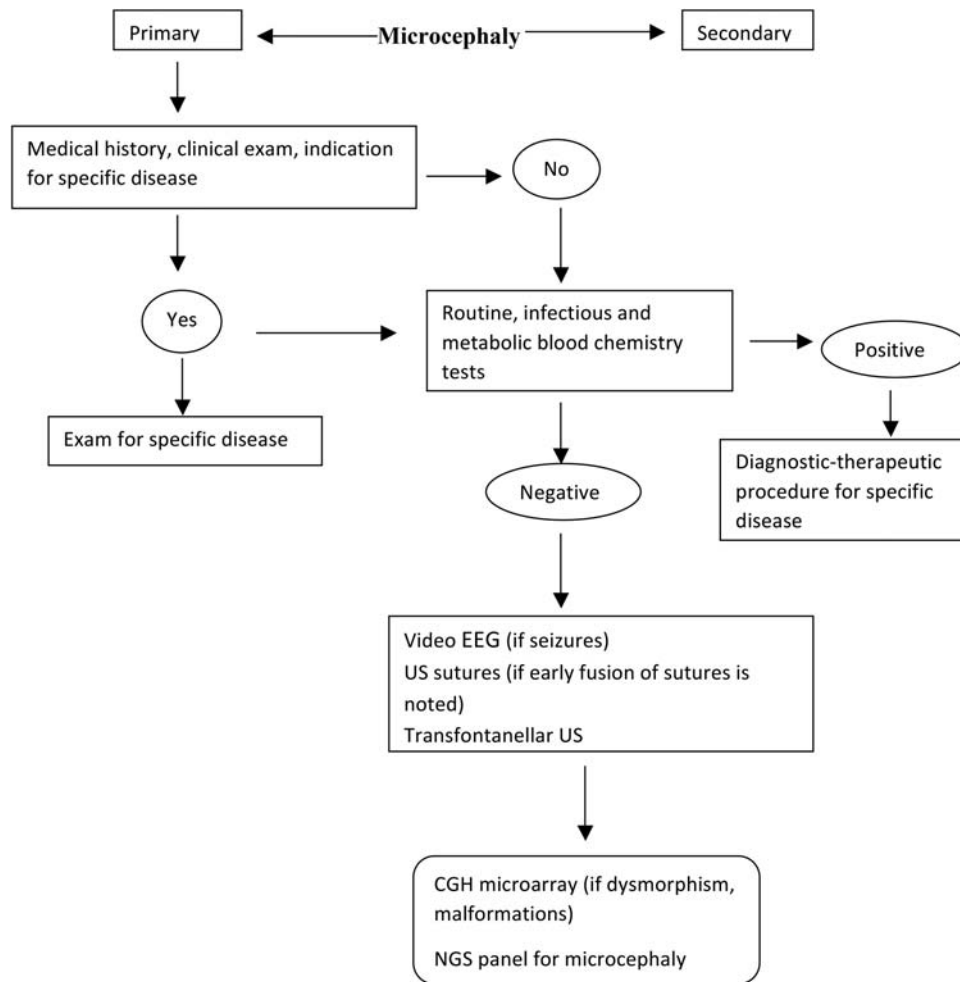 Primary
Microcephaly
Secondary
Medical history, clinical exam, indication
for specific disease
No
Yes
Routine, infectious and
metabolic blood chemistry
tests
Positive
Exam for specific disease
Negative
Diagnostic-therapeutic
procedure for specific
disease
Video EEG (if seizures)
US sutures (if early fusion of sutures is
noted)
Transfontanellar US
CGH microarray (if dysmorphism,
malformations)
NGS panel for microcephaly